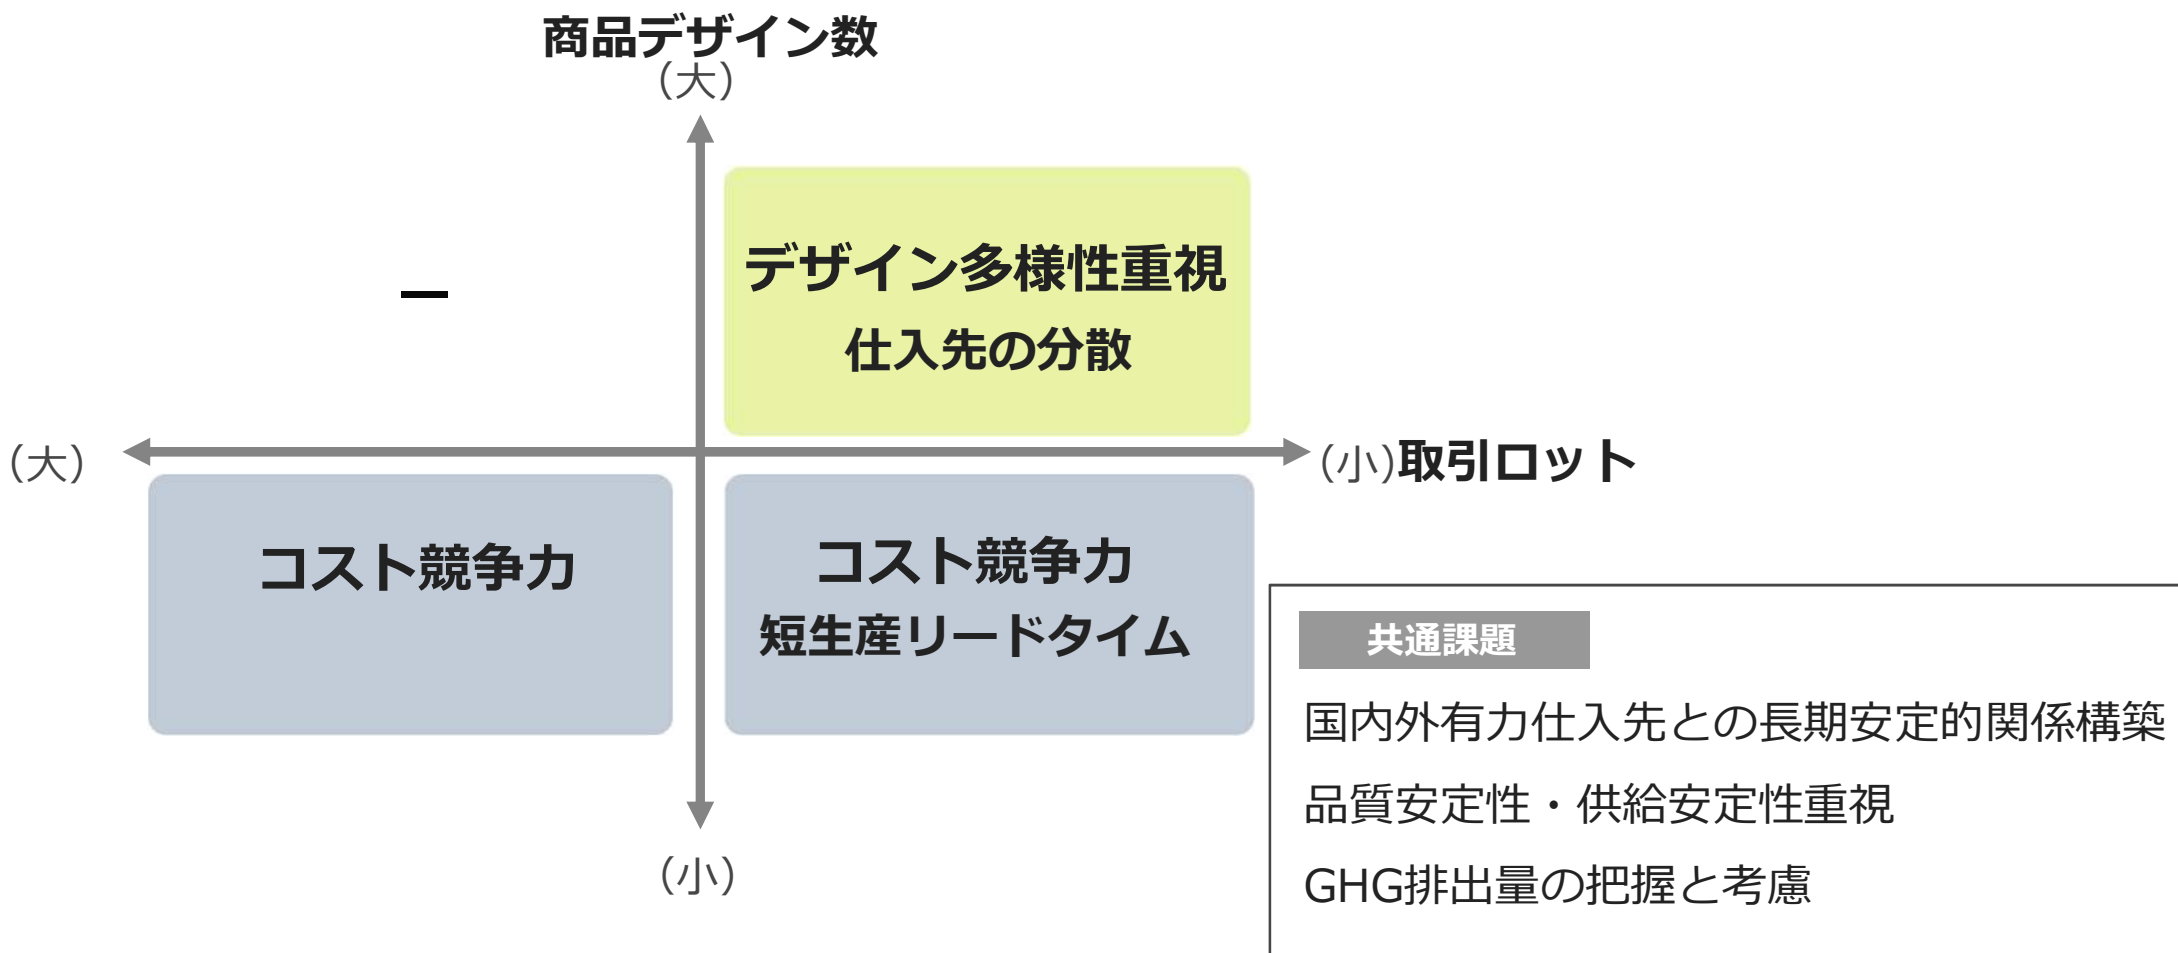 商品デザイン数
（大）
デザイン多様性重視
仕入先の分散
ー
（大）
（小）取引ロット
コスト競争力
コスト競争力
短生産リードタイム
（小）
共通課題
国内外有力仕入先との長期安定的関係構築
品質安定性・供給安定性重視
GHG排出量の把握と考慮